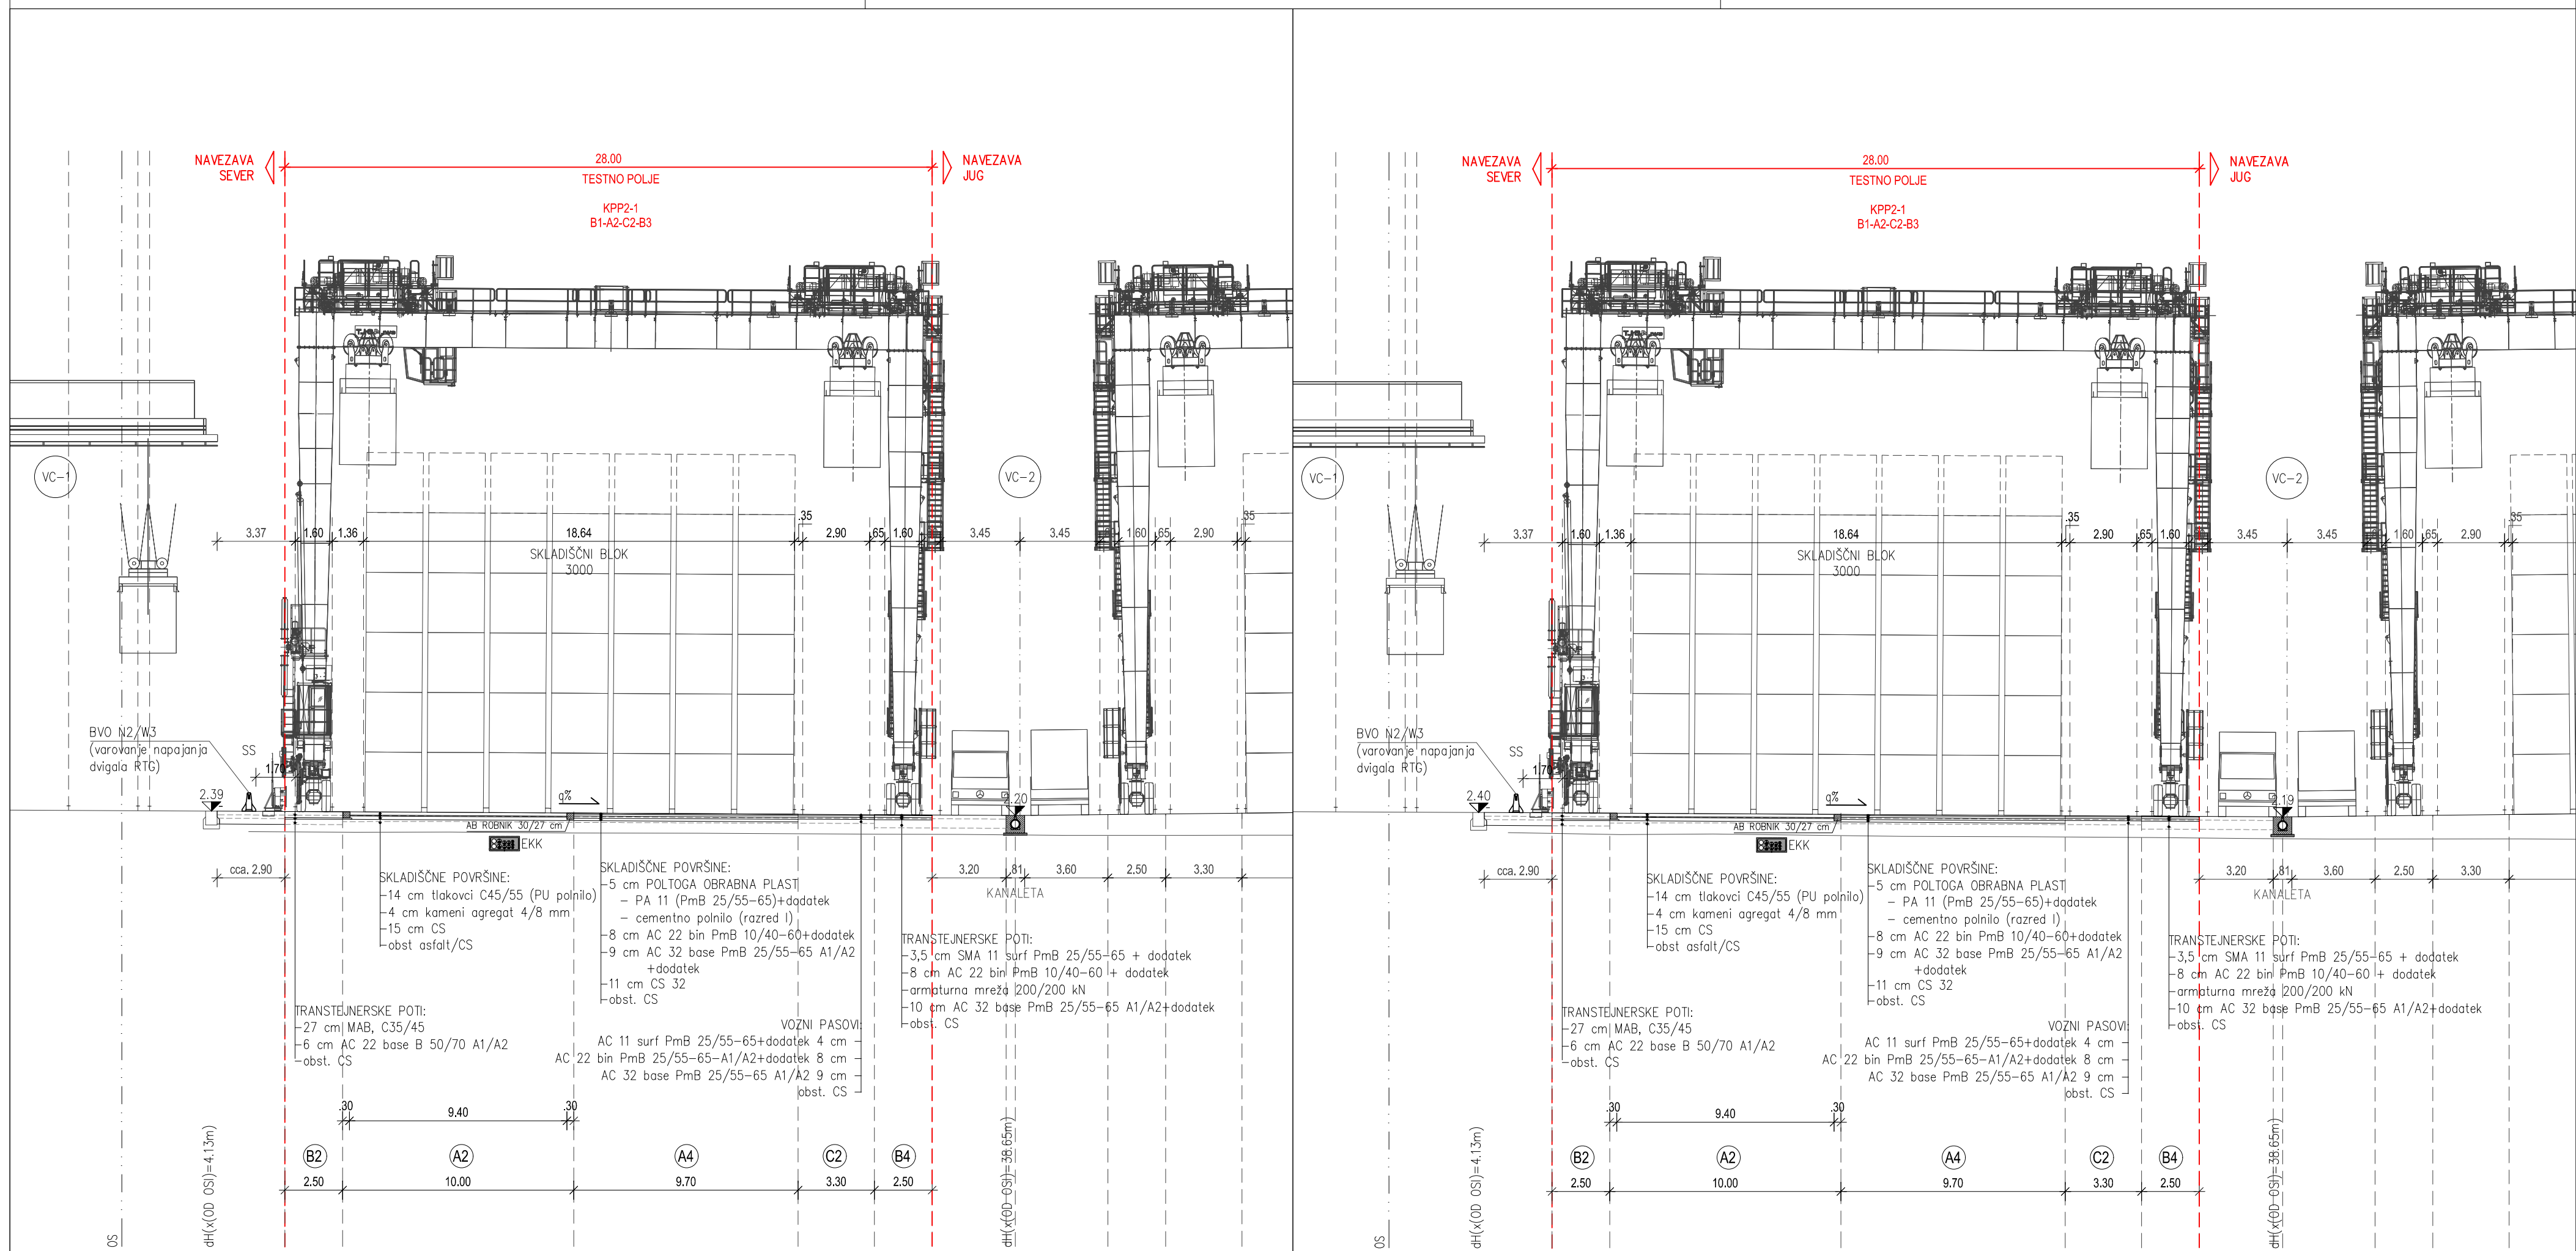 NAVEZAVA
SEVER
28.00
TESTNO POLJE
NAVEZAVA
JUG
KPP2-1
B1-A2-C2-B3
VC-1
VC-2
3.37
1.60
1.36
18.64
.35
2.90
.65
1.60
3.45
3.45
1.60
.65
2.90
.35
SKLADIŠČNI BLOK
3000
BVO N2/W3
(varovanje napajanja
dvigala RTG)
SS
1.70
2.39
q%
2.20
AB ROBNIK 30/27 cm
EKK
cca. 2.90
3.20
.81
3.60
2.50
3.30
KANALETA
SKLADIŠČNE POVRŠINE:
14 cm tlakovci C45/55 (PU polnilo)
4 cm kameni agregat 4/8 mm
15 cm CS
obst asfalt/CS
SKLADIŠČNE POVRŠINE:
5 cm POLTOGA OBRABNA PLAST
- PA 11 (PmB 25/55-65)+dodatek
- cementno polnilo (razred I)
8 cm AC 22 bin PmB 10/40-60+dodatek
9 cm AC 32 base PmB 25/55-65 A1/A2
+dodatek
11 cm CS 32
obst. CS
TRANSTEJNERSKE POTI:
3,5 cm SMA 11 surf PmB 25/55-65 + dodatek
8 cm AC 22 bin PmB 10/40-60 + dodatek
armaturna mreža 200/200 kN
10 cm AC 32 base PmB 25/55-65 A1/A2+dodatek
obst. CS
TRANSTEJNERSKE POTI:
27 cm MAB, C35/45
6 cm AC 22 base B 50/70 A1/A2
obst. CS
VOZNI PASOVI:
AC 11 surf PmB 25/55-65+dodatek 4 cm
AC 22 bin PmB 25/55-65-A1/A2+dodatek 8 cm
AC 32 base PmB 25/55-65 A1/A2 9 cm
obst. CS
.30
9.40
.30
B2
A2
A4
C2
B4
2.50
10.00
9.70
3.30
2.50
OS
dH(x(OD OSI)=4.13m)
dH(x(OD OSI)=38.65m)
NAVEZAVA
SEVER
28.00
TESTNO POLJE
NAVEZAVA
JUG
KPP2-1
B1-A2-C2-B3
VC-1
VC-2
3.37
1.60
1.36
18.64
.35
2.90
.65
1.60
3.45
3.45
1.60
.65
2.90
.35
SKLADIŠČNI BLOK
3000
BVO N2/W3
(varovanje napajanja
dvigala RTG)
SS
1.70
2.40
q%
2.19
AB ROBNIK 30/27 cm
EKK
cca. 2.90
3.20
.81
3.60
2.50
3.30
KANALETA
SKLADIŠČNE POVRŠINE:
14 cm tlakovci C45/55 (PU polnilo)
4 cm kameni agregat 4/8 mm
15 cm CS
obst asfalt/CS
SKLADIŠČNE POVRŠINE:
5 cm POLTOGA OBRABNA PLAST
- PA 11 (PmB 25/55-65)+dodatek
- cementno polnilo (razred I)
8 cm AC 22 bin PmB 10/40-60+dodatek
9 cm AC 32 base PmB 25/55-65 A1/A2
+dodatek
11 cm CS 32
obst. CS
TRANSTEJNERSKE POTI:
3,5 cm SMA 11 surf PmB 25/55-65 + dodatek
8 cm AC 22 bin PmB 10/40-60 + dodatek
armaturna mreža 200/200 kN
10 cm AC 32 base PmB 25/55-65 A1/A2+dodatek
obst. CS
TRANSTEJNERSKE POTI:
27 cm MAB, C35/45
6 cm AC 22 base B 50/70 A1/A2
obst. CS
VOZNI PASOVI:
AC 11 surf PmB 25/55-65+dodatek 4 cm
AC 22 bin PmB 25/55-65-A1/A2+dodatek 8 cm
AC 32 base PmB 25/55-65 A1/A2 9 cm
obst. CS
.30
9.40
.30
B2
A2
A4
C2
B4
2.50
10.00
9.70
3.30
2.50
OS
dH(x(OD OSI)=4.13m)
dH(x(OD OSI)=38.65m)